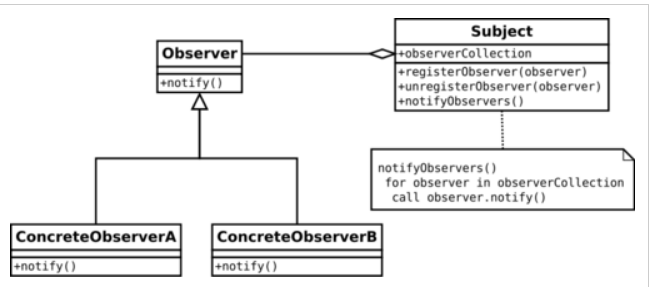 Subject
+observerCollection
+registerObserver(observer)
+unregisterObserver(observer)
+notifyObservers()
Observer
+notify()
notifyObservers()
for observer in observerCollection
call observer.notify()
ConcreteObserverA
+notify()
ConcreteObserverB
+notify()